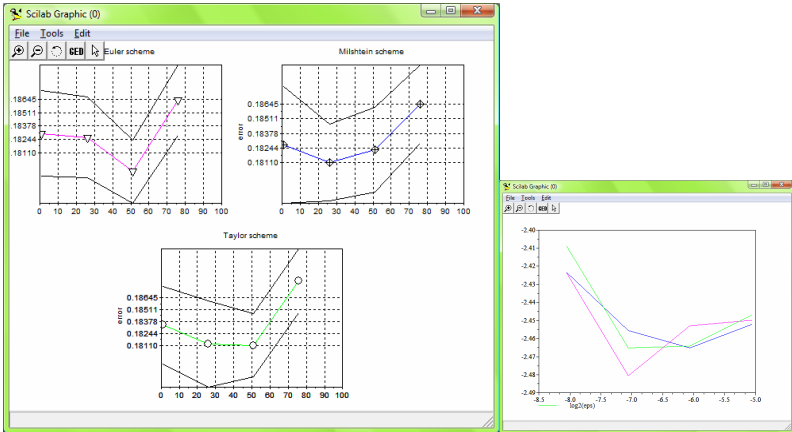 Scilab Graphic (0)
File Tools Edit
GED
Euler scheme
.18645
.18511
.18378
.18244
.18110
0 10 20 30 40 50 60 70 80 90 100
Milshtein scheme
error
0.18645
0.18511
0.18378
0.18244
0.18110
0 10 20 30 40 50 60 70 80 90 100
Taylor scheme
error
0.18645
0.18511
0.18378
0.18244
0.18110
0 10 20 30 40 50 60 70 80 90 100
Scilab Graphic (0)
File Tools Edit
GED
-2.40
-2.41
-2.42
-2.43
-2.44
-2.45
-2.46
-2.47
-2.48
-2.49
-8.5 -8.0 -7.5 -7.0 -6.5 -6.0 -5.5 -5.0
log2(eps)